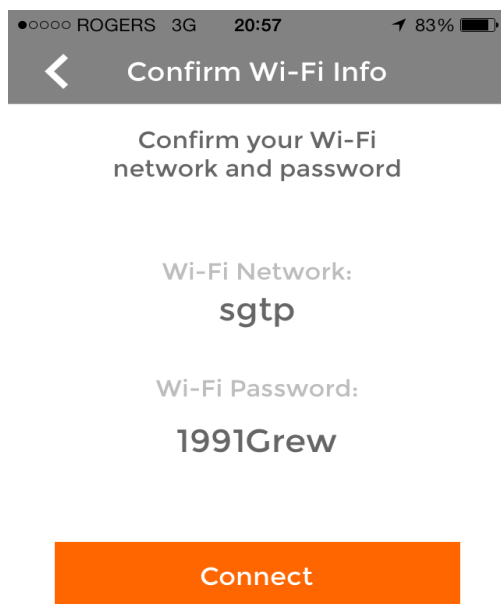 ROGERS 3G 20:57 83%
Confirm Wi-Fi Info
Confirm your Wi-Fi
network and password
Wi-Fi Network:
sgtp
Wi-Fi Password:
1991Grew
Connect